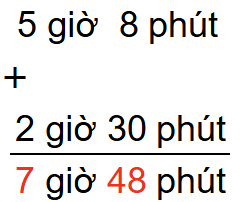 5 giờ 8 phút
+
2 giờ 30 phút
7 giờ 48 phút